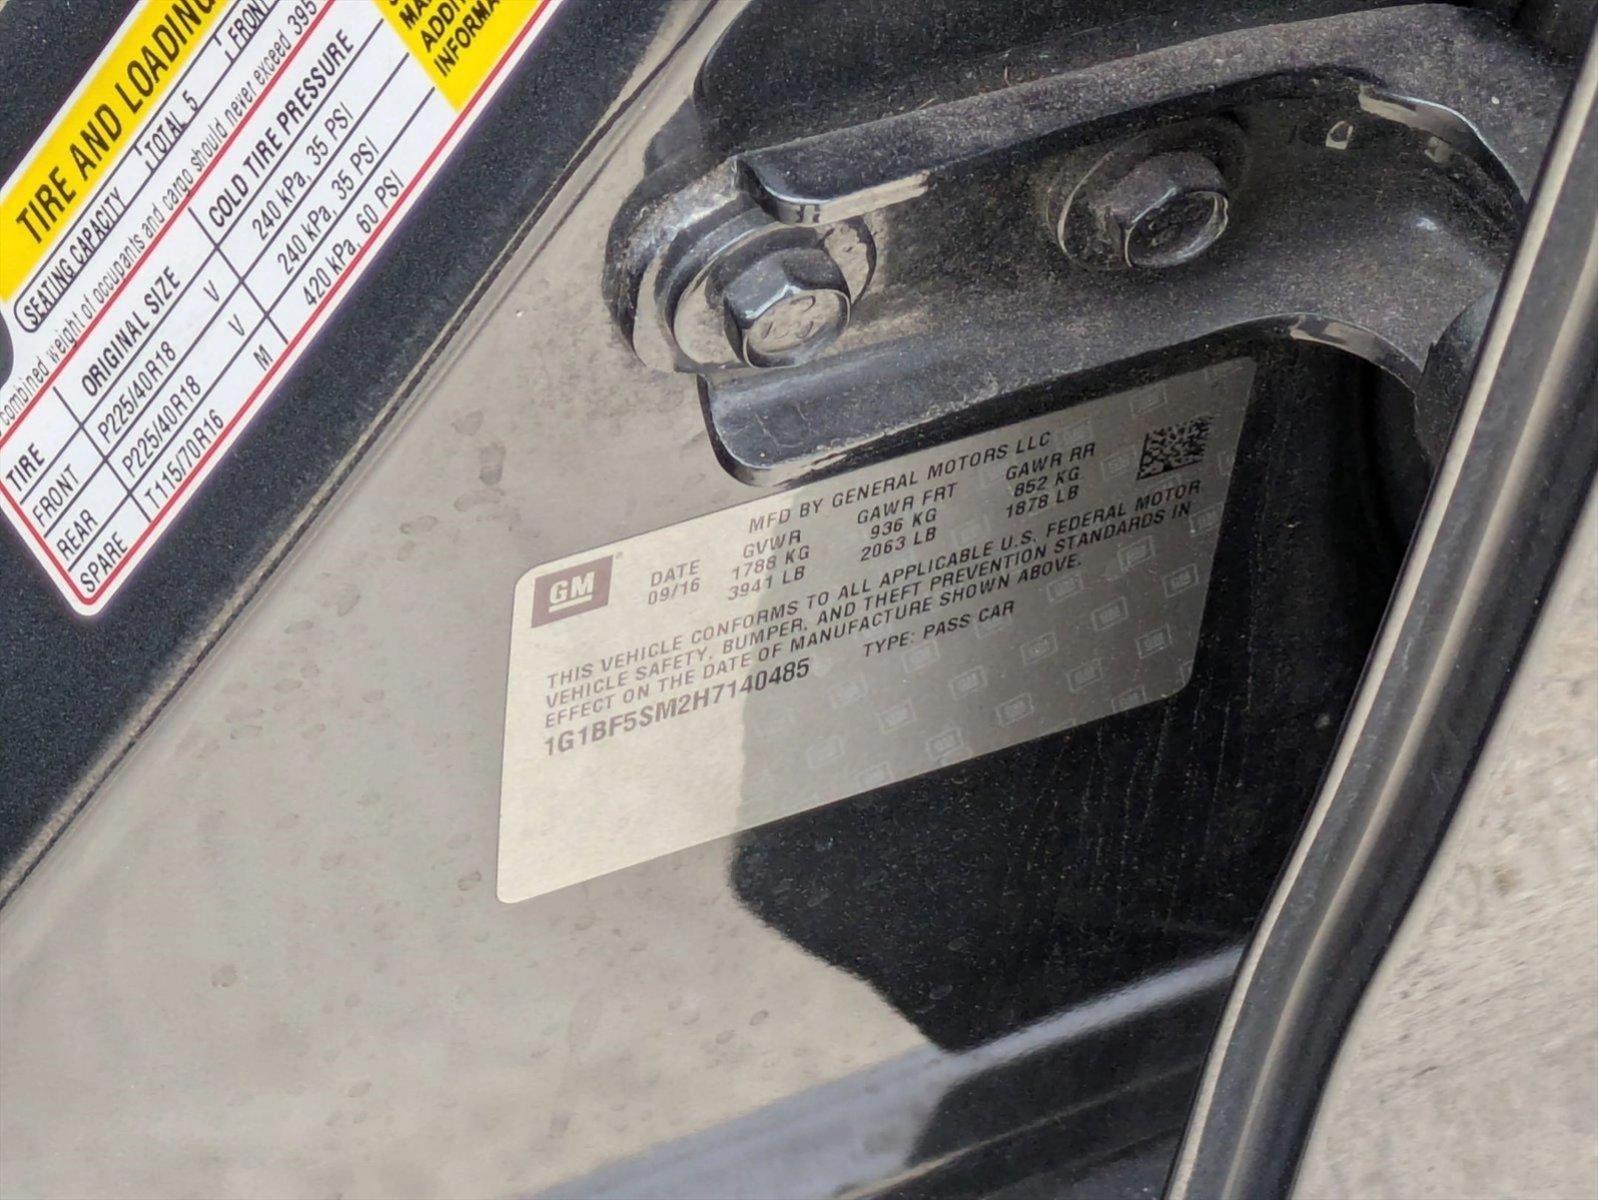 TIRE AND LOADING
SEATING CAPACITY TOTAL 5 FRONT
combined weight of occupants and cargo should never exceed 395
TIRE ORIGINAL SIZE COLD TIRE PRESSURE
FRONT P225/40R18 V 240 kPa, 35 PSI
REAR P225/40R18 V 240 kPa, 35 PSI
SPARE T115/70R16 M 420 kPa, 60 PSI
MFD BY GENERAL MOTORS LLC
GM DATE GVWR GAWR FRT GAWR RR
09/16 1788 KG 936 KG 852 KG
3941 LB 2063 LB 1878 LB
THIS VEHICLE CONFORMS TO ALL APPLICABLE U.S. FEDERAL MOTOR
VEHICLE SAFETY, BUMPER, AND THEFT PREVENTION STANDARDS IN
EFFECT ON THE DATE OF MANUFACTURE SHOWN ABOVE.
1G1BF5SM2H7140485 TYPE: PASS CAR